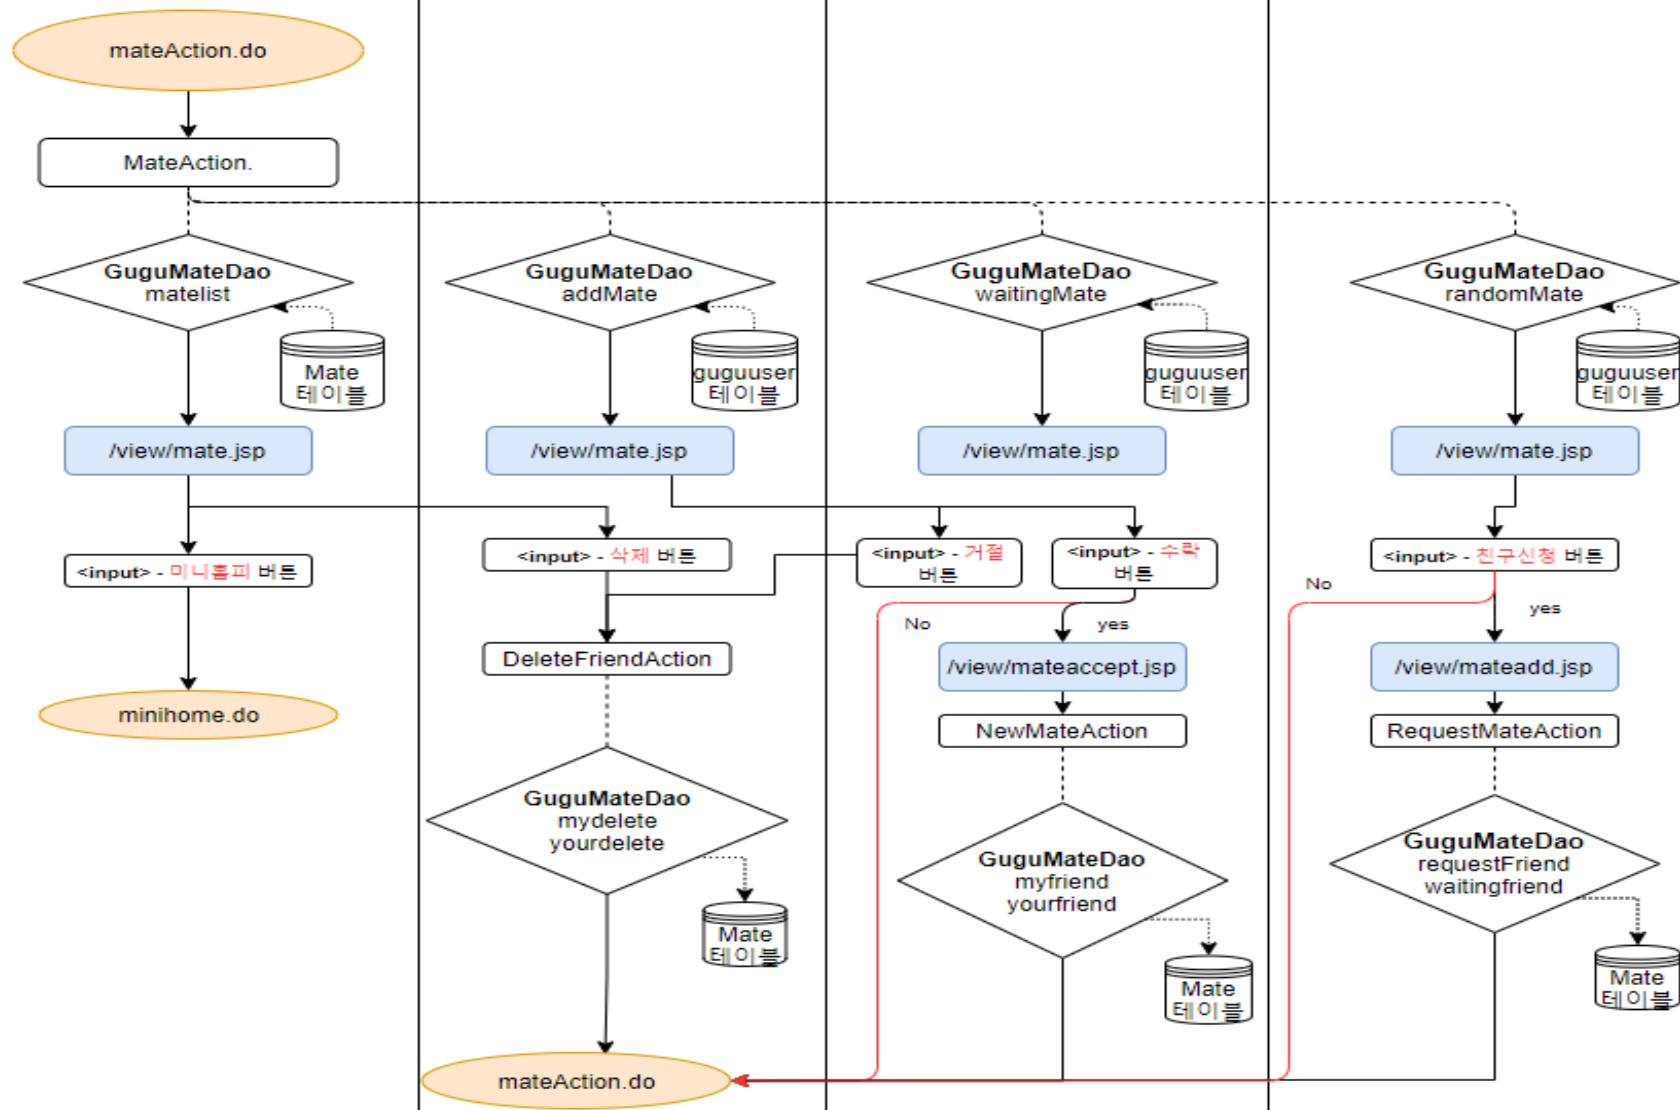 mateAction.do
MateAction.
GuguMateDao
matelist
GuguMateDao
addMate
GuguMateDao
waitingMate
GuguMateDao
randomMate
Mate
테이블
guguuser
테이블
guguuser
테이블
guguuser
테이블
/view/mate.jsp
/view/mate.jsp
/view/mate.jsp
/view/mate.jsp
<input> - 미니홈피 버튼
<input> - 삭제 버튼
<input> - 거절
버튼
<input> - 수락
버튼
<input> - 친구신청 버튼
No
yes
No
yes
DeleteFriendAction
/view/mateaccept.jsp
/view/mateadd.jsp
minihome.do
NewMateAction
RequestMateAction
GuguMateDao
mydelete
yourdelete
GuguMateDao
myfriend
yourfriend
GuguMateDao
requestFriend
waitingfriend
Mate
테이블
Mate
테이블
Mate
테이블
mateAction.do